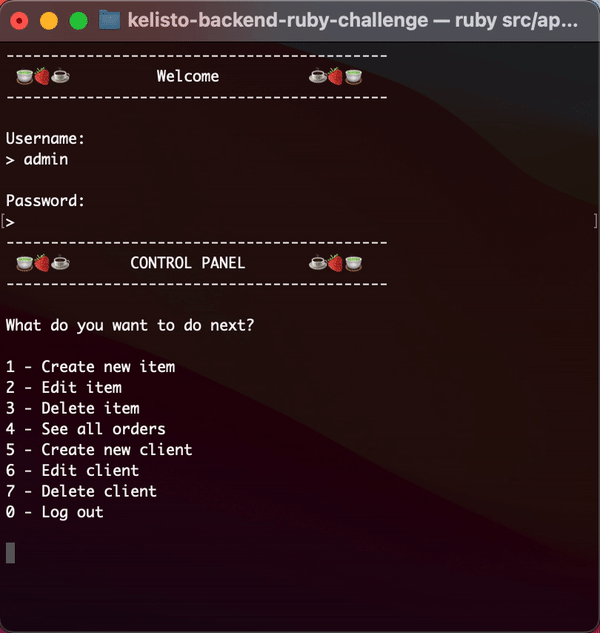 kelisto-backend-ruby-challenge — ruby src/ap...
-------------------------------------------
🍵🍓☕ Welcome ☕🍓🍵
-------------------------------------------
Username:
> admin
Password:
[> ]
-------------------------------------------
🍵🍓☕ CONTROL PANEL ☕🍓🍵
-------------------------------------------
What do you want to do next?
1 - Create new item
2 - Edit item
3 - Delete item
4 - See all orders
5 - Create new client
6 - Edit client
7 - Delete client
0 - Log out